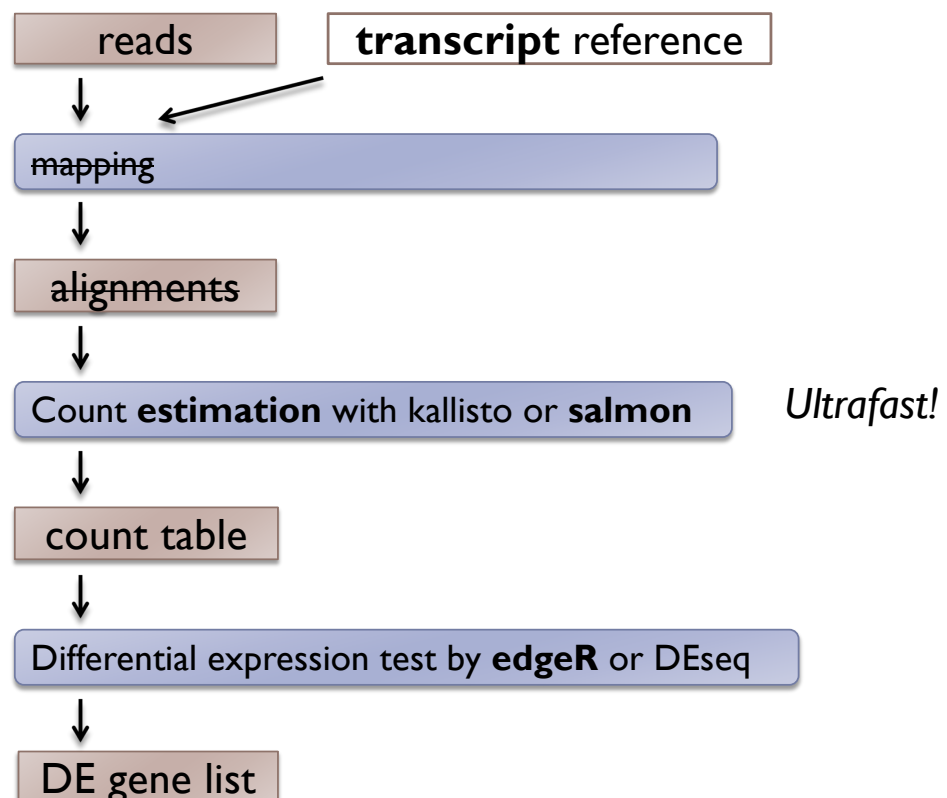 reads
transcript reference
mapping
alignments
Count estimation with kallisto or salmon
Ultrafast!
count table
Differential expression test by edgeR or DEseq
DE gene list